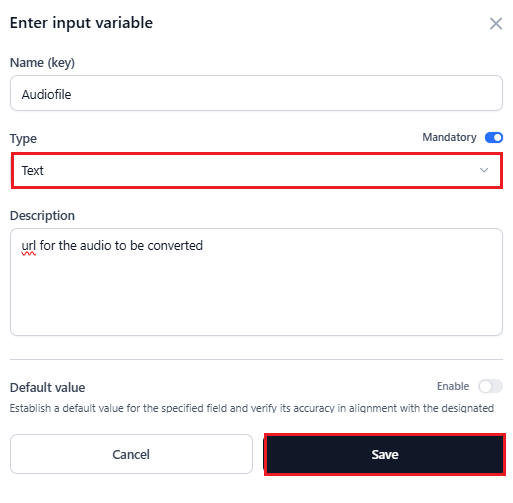 Enter input variable
Name (key)
Audiofile
Type Mandatory
Text
Description
url for the audio to be converted
Default value Enable
Establish a default value for the specified field and verify its accuracy in alignment with the designated
Cancel Save